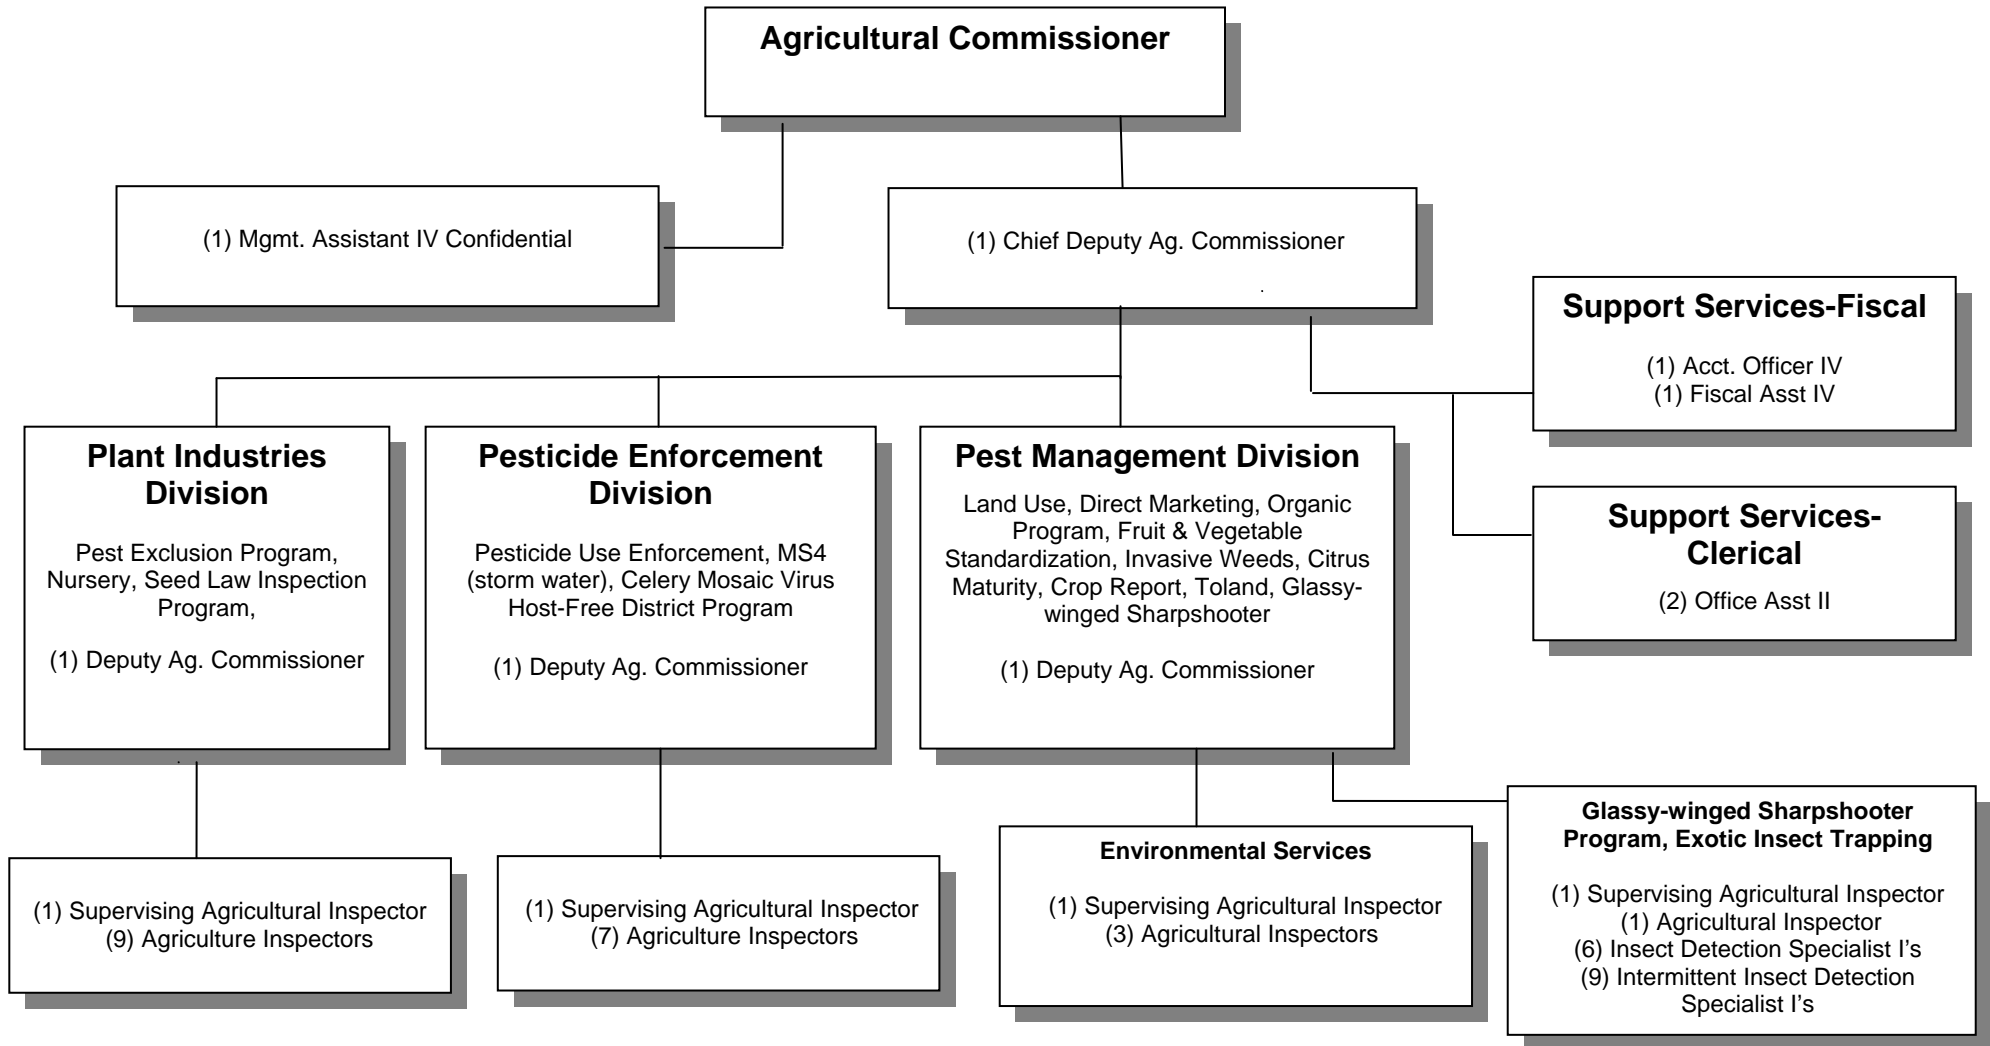 Agricultural Commissioner
(1) Mgmt. Assistant IV Confidential
(1) Chief Deputy Ag. Commissioner
.
Support Services-Fiscal
(1) Acct. Officer IV
(1) Fiscal Asst IV
Support Services-
Clerical
(2) Office Asst II
Plant Industries
Division
Pest Exclusion Program,
Nursery, Seed Law Inspection
Program,
(1) Deputy Ag. Commissioner
.
Pesticide Enforcement
Division
Pesticide Use Enforcement, MS4
(storm water), Celery Mosaic Virus
Host-Free District Program
(1) Deputy Ag. Commissioner
Pest Management Division
Land Use, Direct Marketing, Organic
Program, Fruit & Vegetable
Standardization, Invasive Weeds, Citrus
Maturity, Crop Report, Toland, Glassy-
winged Sharpshooter
(1) Deputy Ag. Commissioner
(1) Supervising Agricultural Inspector
(9) Agriculture Inspectors
(1) Supervising Agricultural Inspector
(7) Agriculture Inspectors
Environmental Services
(1) Supervising Agricultural Inspector
(3) Agricultural Inspectors
Glassy-winged Sharpshooter
Program, Exotic Insect Trapping
(1) Supervising Agricultural Inspector
(1) Agricultural Inspector
(6) Insect Detection Specialist I's
(9) Intermittent Insect Detection
Specialist I's